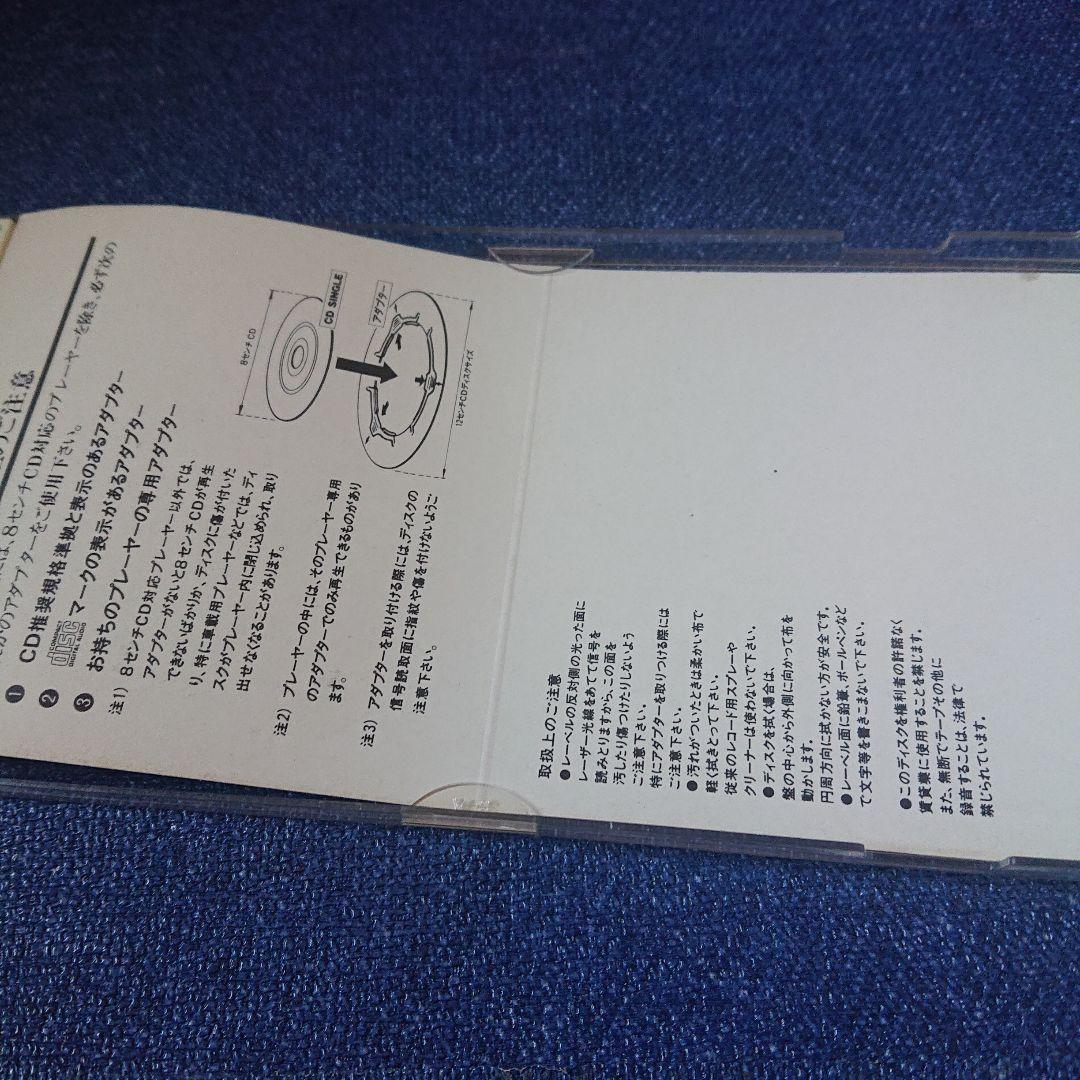 のご注意
には、8センチCD対応のプレーヤーを除き、必ず次の
かのアダプターをご使用下さい。
❶ CD推奨規格準拠と表示のあるアダプター
❷ COMPACT disc DIGITAL AUDIO マークの表示があるアダプター
❸ お持ちのプレーヤーの専用アダプター
注1) 8センチCD対応プレーヤー以外では、
アダプターがないと8センチCDが再生
できないばかりか、ディスクに傷が付いた
り、特に車載用プレーヤーなどでは、ディ
スクがプレーヤー内に閉じ込められ、取り
出せなくなることがあります。
注2) プレーヤーの中には、そのプレーヤー専用
のアダプターでのみ再生できるものがあり
ます。
注3) アダプターを取り付ける際には、ディスクの
信号読取面に指紋や傷を付けないようご
注意下さい。
8センチCD
CD SINGLE
アダプター
12センチCDディスクサイズ
取扱上のご注意
●レーベルの反対側の光った面に
レーザー光線をあてて信号を
読みとりますから、この面を
汚したり傷つけたりしないよう
ご注意下さい。
特にアダプターを取りつける際には
ご注意下さい。
●汚れがついたときは柔かい布で
軽く拭きとって下さい。
従来のレコード用スプレーや
クリーナーは使わないで下さい。
●ディスクを拭く場合は、
盤の中心から外側に向かって布を
動かします。
円周方向に拭かない方が安全です。
●レーベル面に鉛筆、ボールペンなど
で文字等を書きこまないで下さい。
●このディスクを権利者の許諾なく
賃貸業に使用することを禁じます。
また、無断でテープその他に
録音することは、法律で
禁じられています。